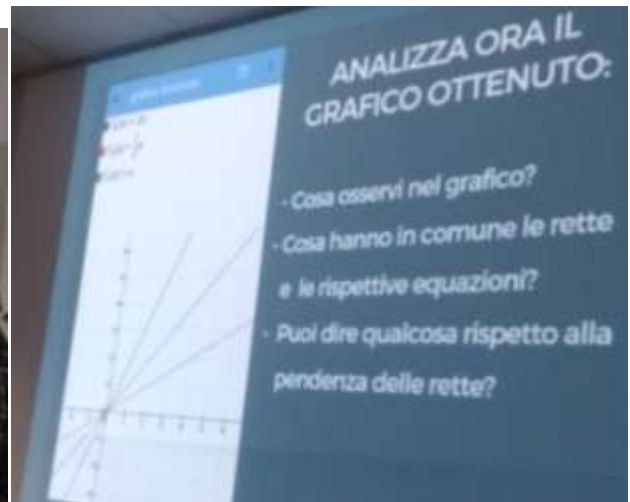 ANALIZZA ORA IL
GRAFICO OTTENUTO:
- Cosa osservi nel grafico?
- Cosa hanno in comune le rette
e le rispettive equazioni?
- Puoi dire qualcosa rispetto alla
pendenza delle rette?